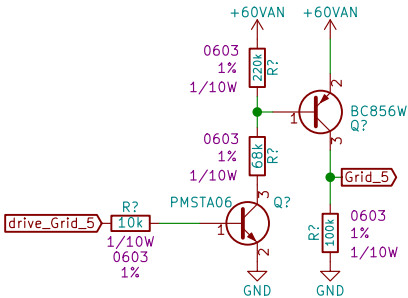 +60VAN +60VAN
0603
1%
1/10W
220k
R?
2
BC856W
Q?
1
3
0603
1%
1/10W
68k
R?
PMSTA06
3
Q?
Grid_5
R?
drive_Grid_5
10k
1
1/10W
0603
1%
2
R?
100k
0603
1%
1/10W
GND GND